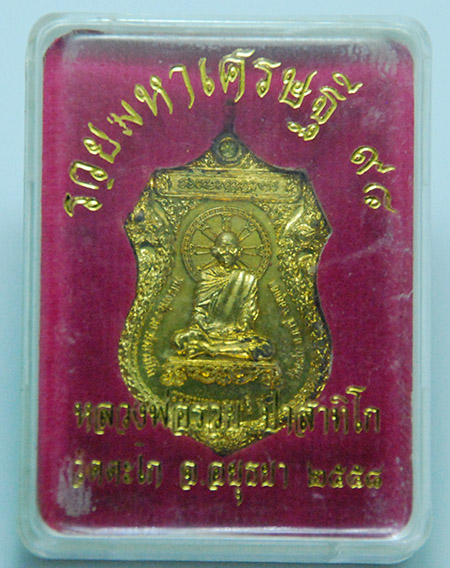 รวยมหาเศรษฐี ๙๘
หลวงพ่อรวย ปาสาทิโก
วัดตะโก จ.อยุธยา ๒๕๕๘